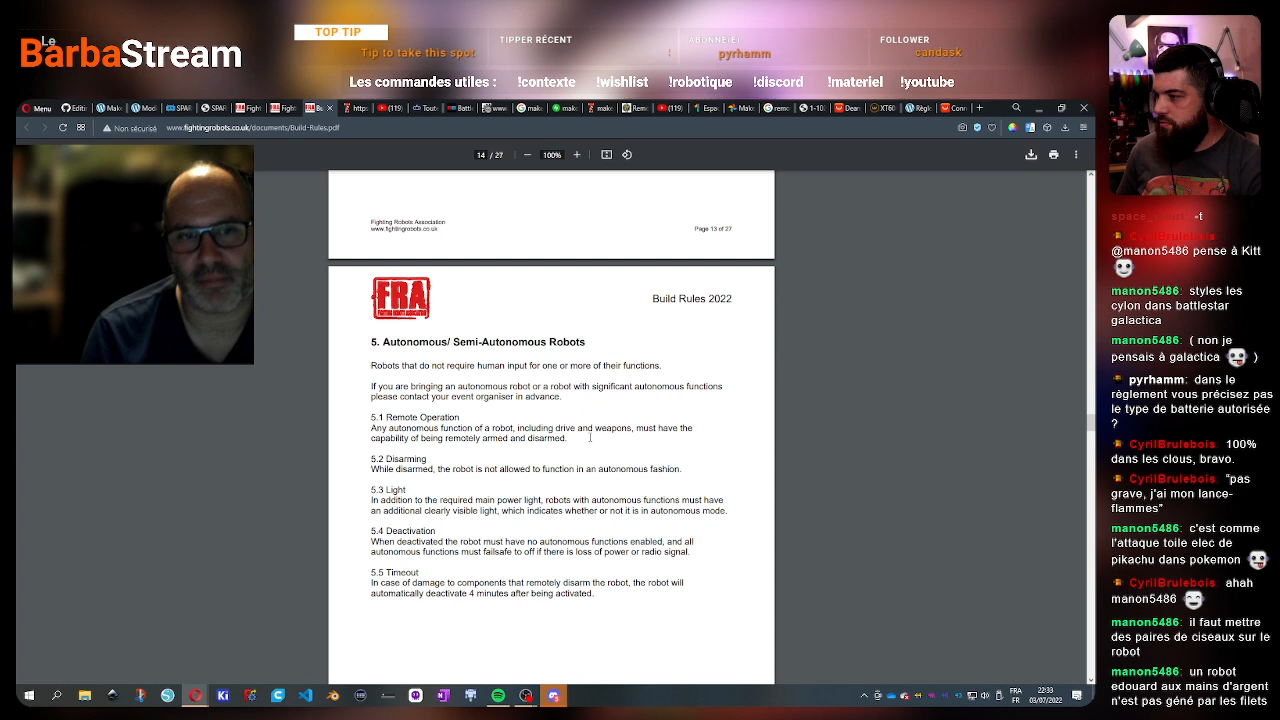 Le
BarbaStream
TOP TIP
Tip to take this spot
TIPPER RÉCENT
ABONNÉ(E)
pyrhamm
FOLLOWER
candask
Les commandes utiles : !contexte !wishlist !robotique !discord !materiel !youtube
Menu
Non sécurisé www.fightingrobots.co.uk/documents/Build-Rules.pdf
14 / 27 100%
Fighting Robots Association
www.fightingrobots.co.uk Page 13 of 27
FRA
Build Rules 2022
5. Autonomous/ Semi-Autonomous Robots
Robots that do not require human input for one or more of their functions.
If you are bringing an autonomous robot or a robot with significant autonomous functions
please contact your event organiser in advance.
5.1 Remote Operation
Any autonomous function of a robot, including drive and weapons, must have the
capability of being remotely armed and disarmed.
5.2 Disarming
While disarmed, the robot is not allowed to function in an autonomous fashion.
5.3 Light
In addition to the required main power light, robots with autonomous functions must have
an additional clearly visible light, which indicates whether or not it is in autonomous mode.
5.4 Deactivation
When deactivated the robot must have no autonomous functions enabled, and all
autonomous functions must failsafe to off if there is loss of power or radio signal.
5.5 Timeout
In case of damage to components that remotely disarm the robot, the robot will
automatically deactivate 4 minutes after being activated.
-t
CyrilBrulebois
@manon5486 pense à Kitt
manon5486: styles les
cylon dans battlestar
galactica
manon5486: ( non je
pensais à galactica )
pyrhamm: dans le
règlement vous précisez pas
le type de batterie autorisée
?
CyrilBrulebois: 100%
dans les clous, bravo.
CyrilBrulebois: “pas
grave, j'ai mon lance-
flammes”
manon5486: c'est comme
l'attaque toile elec de
pikachu dans pokemon
CyrilBrulebois: ahah
manon5486
manon5486: il faut mettre
des paires de ciseaux sur le
robot
manon5486: un robot
edouard aux mains d'argent
n'est pas fan des filets
FRA
FR
22:33
03/07/2022